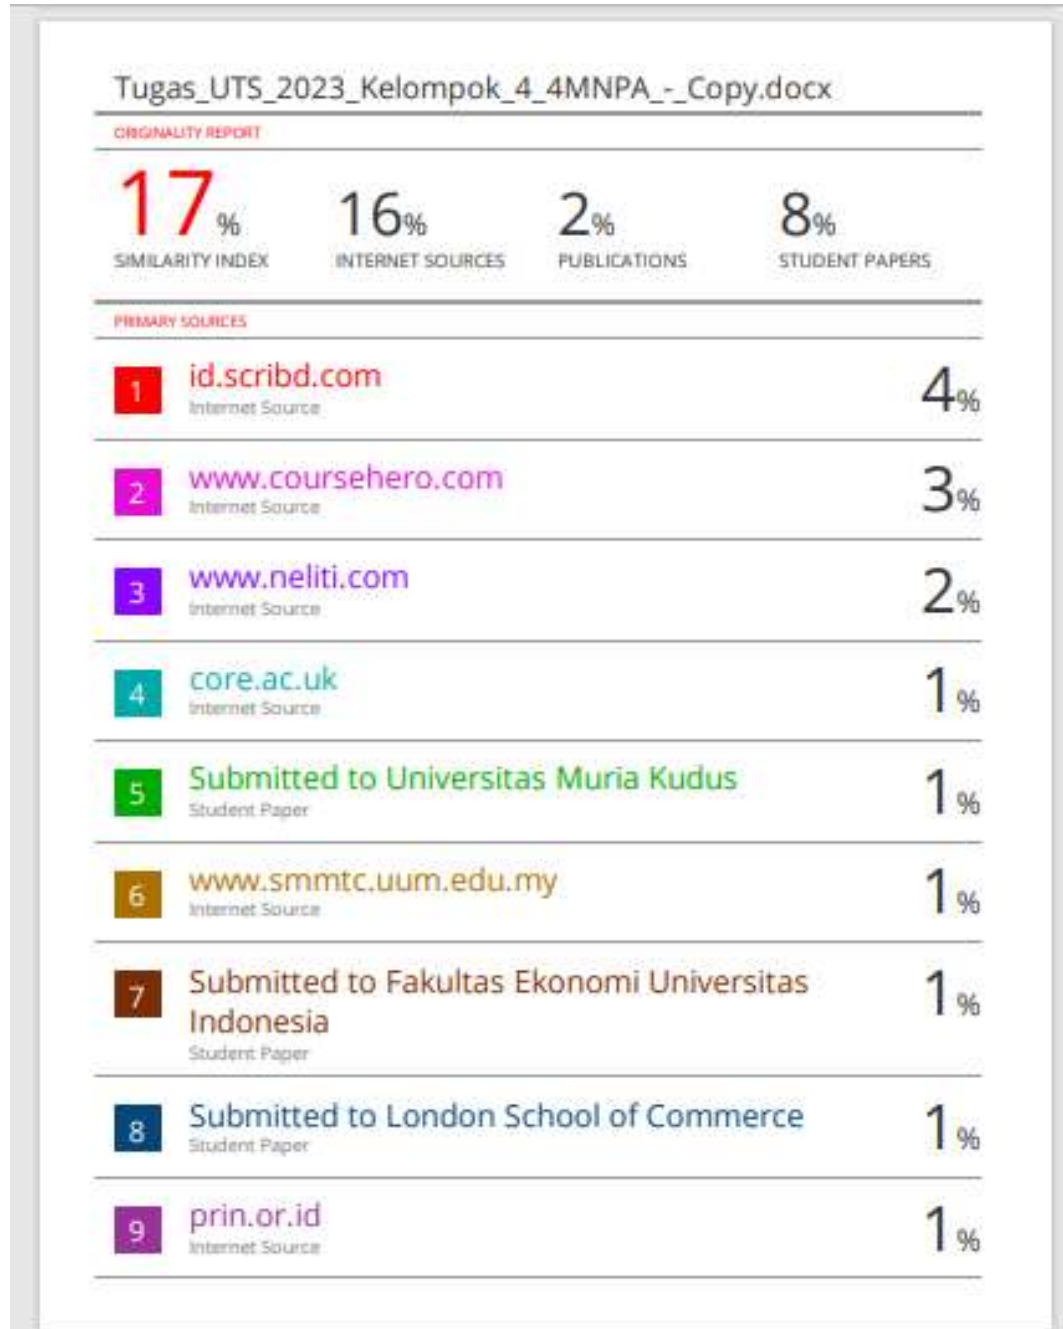 Tugas_UTS_2023_Kelompok_4_4MNPA_-_Copy.docx
ORIGINALITY REPORT
17% 16% 2% 8%
SIMILARITY INDEX INTERNET SOURCES PUBLICATIONS STUDENT PAPERS
PRIMARY SOURCES
1 id.scribd.com 4%
Internet Source
2 www.coursehero.com 3%
Internet Source
3 www.neliti.com 2%
Internet Source
4 core.ac.uk 1%
Internet Source
5 Submitted to Universitas Muria Kudus 1%
Student Paper
6 www.smmtc.uum.edu.my 1%
Internet Source
7 Submitted to Fakultas Ekonomi Universitas 1%
Indonesia
Student Paper
8 Submitted to London School of Commerce 1%
Student Paper
9 prin.or.id 1%
Internet Source